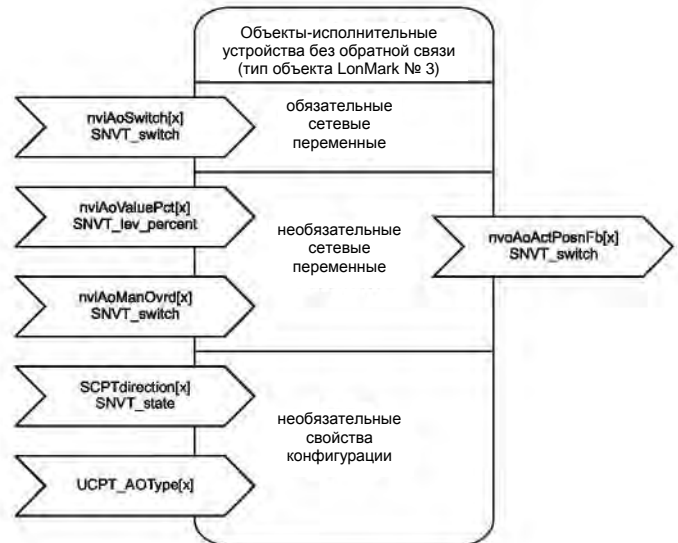 Объекты-исполнительные
устройства без обратной связи
(тип объекта LonMark № 3)
nviAoSwitch[x]
SNVT_switch
обязательные
сетевые
переменные
nviAoValuePct[x]
SNVT_lev_percent
необязательные
сетевые
переменные
nvoAoActPosnFb[x]
SNVT_switch
nviAoManOvrd[x]
SNVT_switch
SCPTdirection[x]
SNVT_state
необязательные
свойства
конфигурации
UCPT_AOType[x]